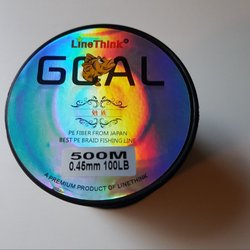 LineThink®
GOAL
PE FIBER FROM JAPAN
BEST PE BRAID FISHING LINE
500M
0.45mm 100LB
A PREMIUM PRODUCT OF LINETHINK